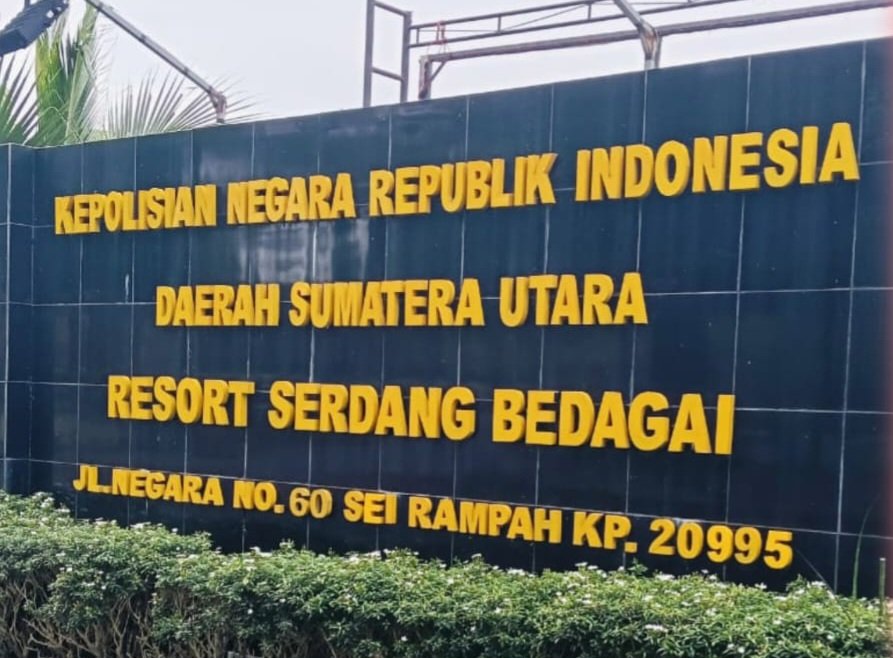 KEPOLISIAN NEGARA REPUBLIK INDONESIA
DAERAH SUMATERA UTARA
RESORT SERDANG BEDAGAI
JL.NEGARA NO.60 SEI RAMPAH KP. 20995